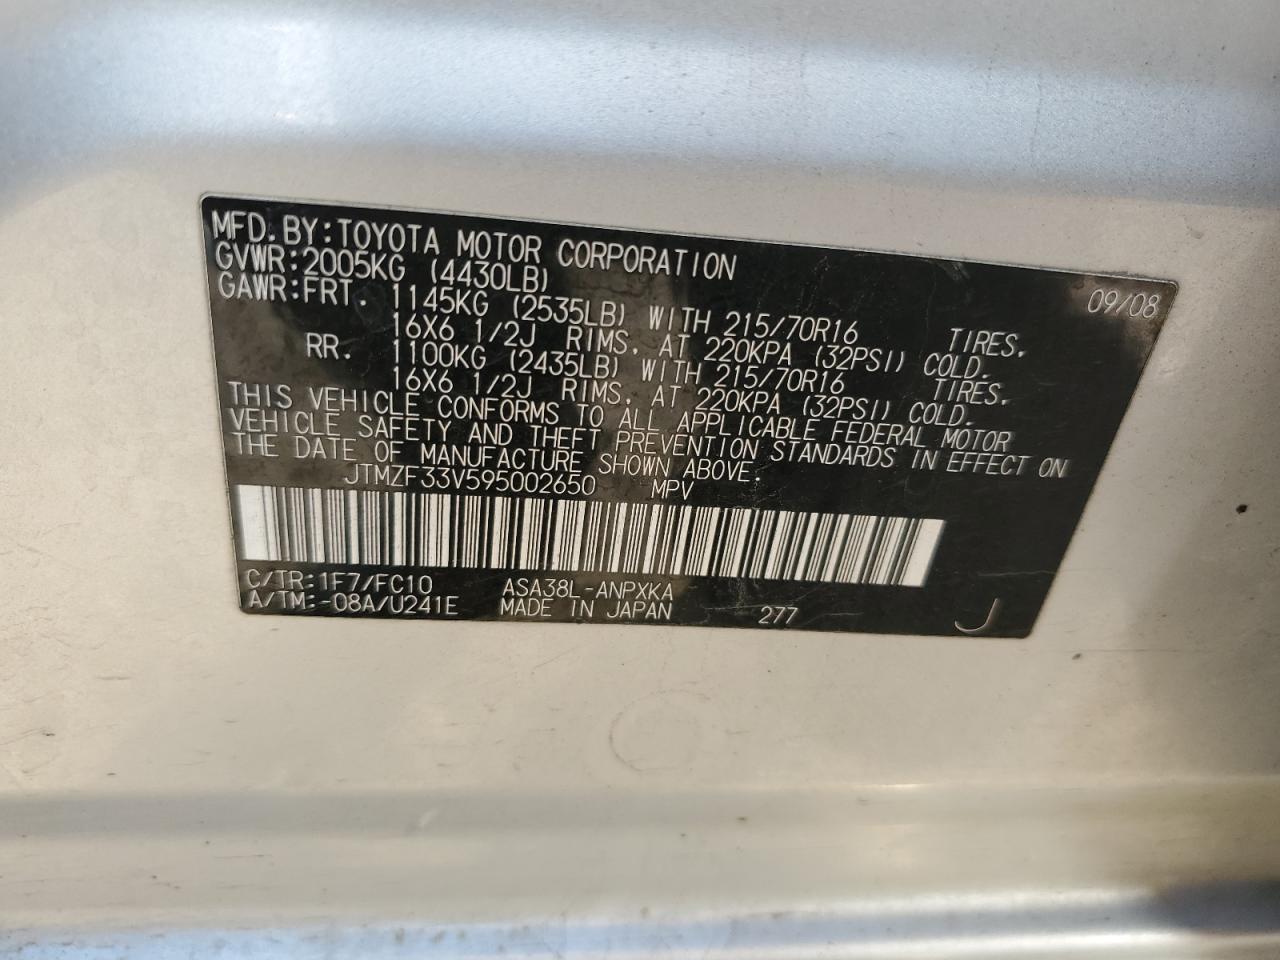 MFD. BY: TOYOTA MOTOR CORPORATION 09/08
GVWR: 2005KG (4430LB)
GAWR: FRT. 1145KG (2535LB) WITH 215/70R16 TIRES,
16X6 1/2J RIMS, AT 220KPA (32PSI) COLD.
RR. 1100KG (2435LB) WITH 215/70R16 TIRES,
16X6 1/2J RIMS, AT 220KPA (32PSI) COLD.
THIS VEHICLE CONFORMS TO ALL APPLICABLE FEDERAL MOTOR
VEHICLE SAFETY AND THEFT PREVENTION STANDARDS IN EFFECT ON
THE DATE OF MANUFACTURE SHOWN ABOVE.
JTMZF33V595002650 MPV
C/TR: 1F7/FC10 ASA38L-ANPXKA
A/TM: -08A/U241E MADE IN JAPAN 277 J